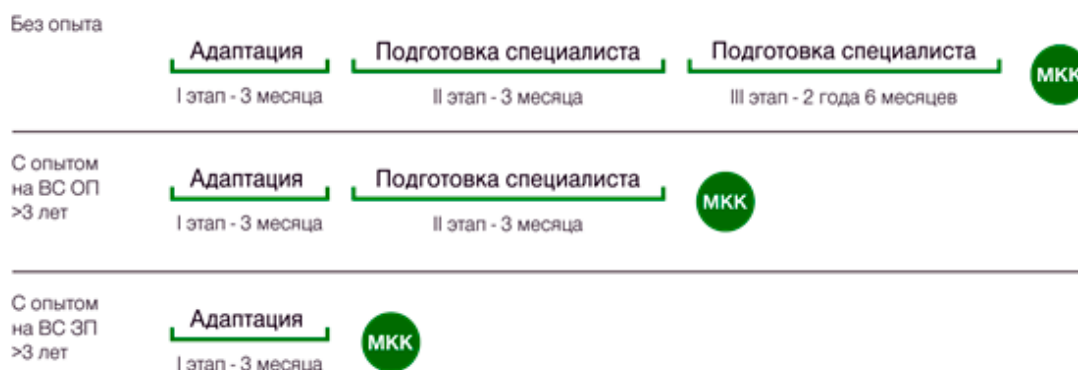 Без опыта
Адаптация Подготовка специалиста Подготовка специалиста
I этап - 3 месяца II этап - 3 месяца III этап - 2 года 6 месяцев
МКК
С опытом
на ВС ОП
>3 лет
Адаптация Подготовка специалиста
I этап - 3 месяца II этап - 3 месяца
МКК
С опытом
на ВС ЗП
>3 лет
Адаптация
I этап - 3 месяца
МКК